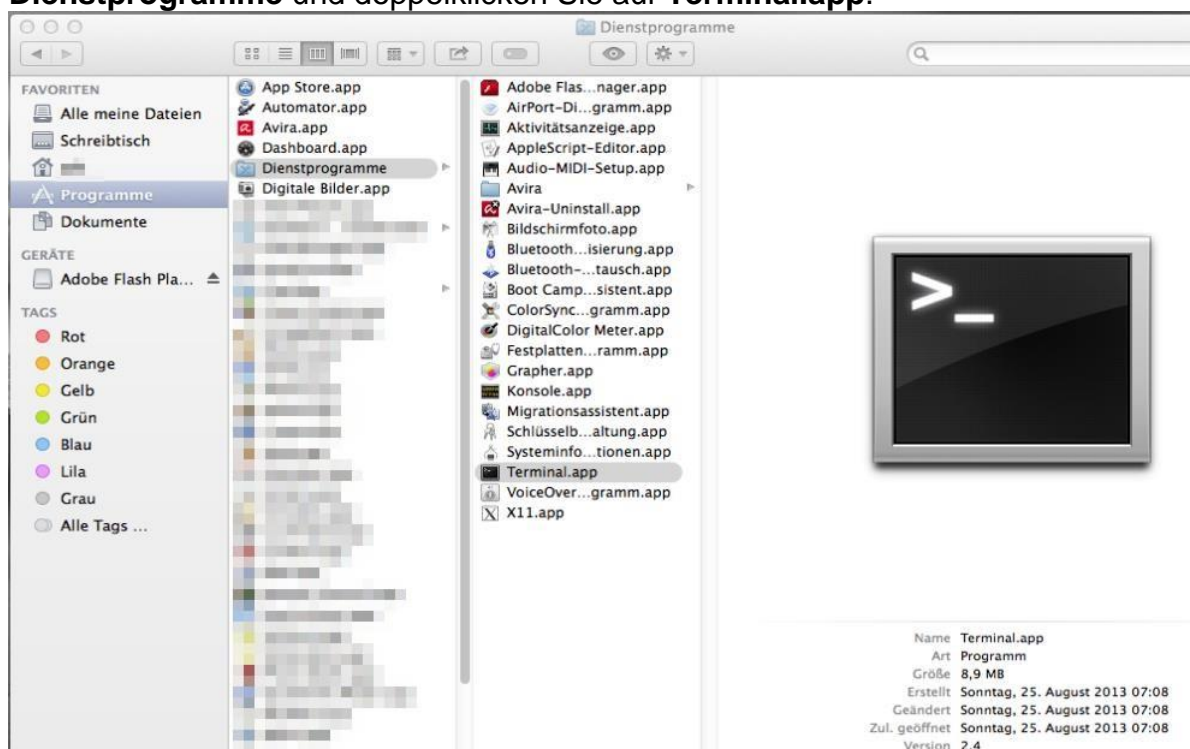 Dienstprogramme und doppelklicken Sie auf Terminal.app.
Dienstprogramme
FAVORITEN
Alle meine Dateien
Schreibtisch
Programme
Dokumente
GERÄTE
Adobe Flash Pla...
TAGS
Rot
Orange
Gelb
Grün
Blau
Lila
Grau
Alle Tags ...
App Store.app
Automator.app
Avira.app
Dashboard.app
Dienstprogramme
Digitale Bilder.app
Adobe Flas...nager.app
AirPort-Di...gramm.app
Aktivitätsanzeige.app
AppleScript-Editor.app
Audio-MIDI-Setup.app
Avira
Avira-Uninstall.app
Bildschirmfoto.app
Bluetooth...isierung.app
Bluetooth-...tausch.app
Boot Camp...sistent.app
ColorSync...gramm.app
DigitalColor Meter.app
Festplatten...ramm.app
Grapher.app
Konsole.app
Migrationsassistent.app
Schlüsselb...altung.app
Systeminfo...tionen.app
Terminal.app
VoiceOver...gramm.app
X11.app
>_
Name Terminal.app
Art Programm
Größe 8,9 MB
Erstellt Sonntag, 25. August 2013 07:08
Geändert Sonntag, 25. August 2013 07:08
Zul. geöffnet Sonntag, 25. August 2013 07:08
Version 2.4